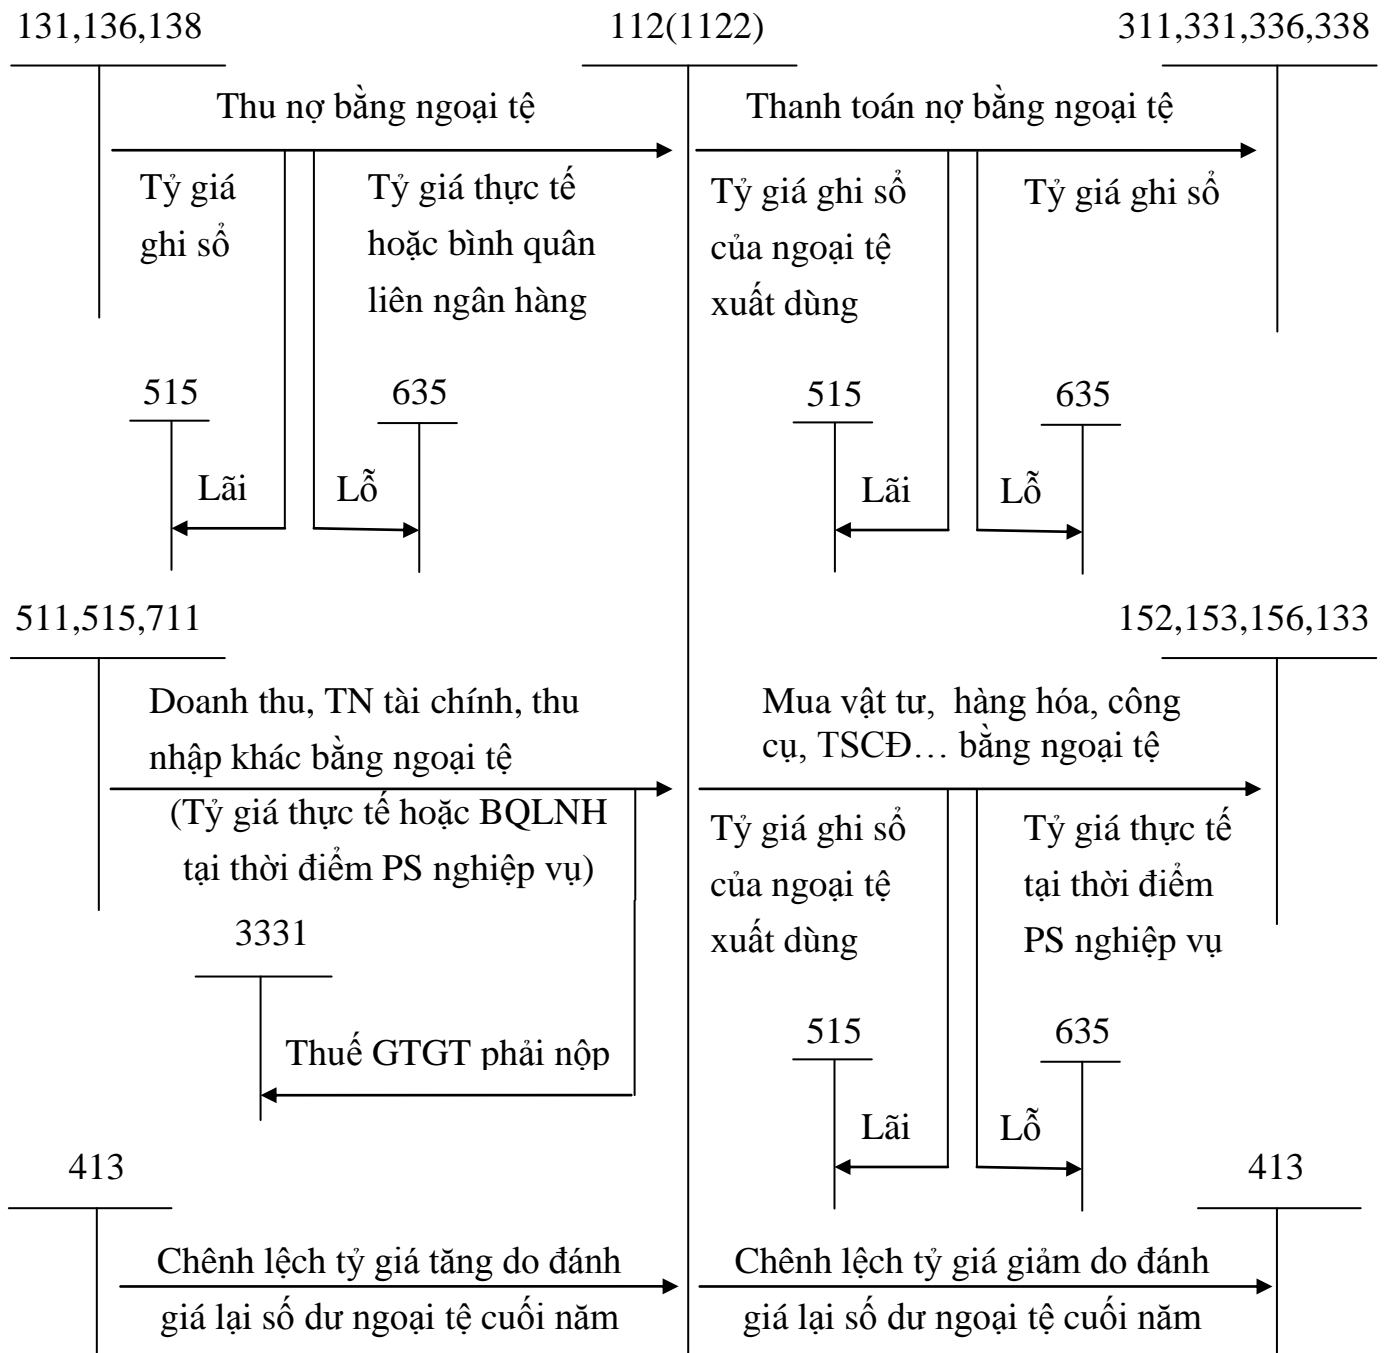 131,136,138
112(1122)
311,331,336,338
Thu nợ bằng ngoại tệ
Thanh toán nợ bằng ngoại tệ
Tỷ giá
ghi sổ
Tỷ giá thực tế
hoặc bình quân
liên ngân hàng
Tỷ giá ghi sổ
của ngoại tệ
xuất dùng
Tỷ giá ghi sổ
515
635
515
635
Lãi
Lỗ
Lãi
Lỗ
511,515,711
152,153,156,133
Doanh thu, TN tài chính, thu
nhập khác bằng ngoại tệ
(Tỷ giá thực tế hoặc BQLNH
tại thời điểm PS nghiệp vụ)
Mua vật tư, hàng hóa, công
cụ, TSCĐ… bằng ngoại tệ
Tỷ giá ghi sổ
của ngoại tệ
xuất dùng
Tỷ giá thực tế
tại thời điểm
PS nghiệp vụ
3331
Thuế GTGT phải nộp
515
635
Lãi
Lỗ
413
413
Chênh lệch tỷ giá tăng do đánh
giá lại số dư ngoại tệ cuối năm
Chênh lệch tỷ giá giảm do đánh
giá lại số dư ngoại tệ cuối năm